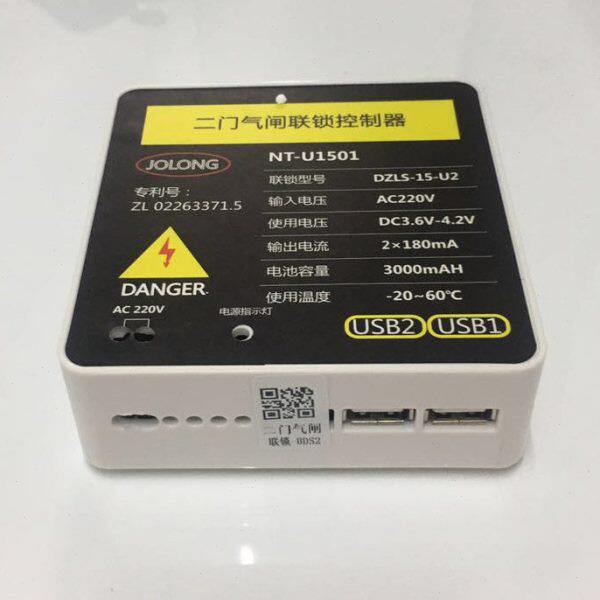 二门气闸联锁控制器
JOLONG
NT-U1501
专利号:
ZL 02263371.5
联锁型号 DZLS-15-U2
输入电压 AC220V
使用电压 DC3.6V-4.2V
输出电流 2×180mA
电池容量 3000mAH
使用温度 -20~60℃
DANGER.
AC 220V
电源指示灯
USB2 USB1
二门气闸
联锁-8DS2